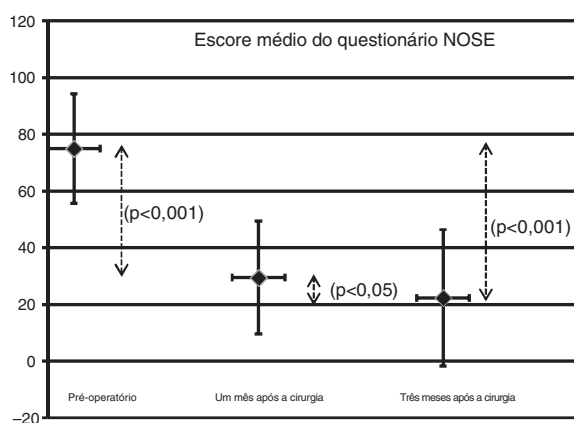 Escore médio do questionário NOSE
120
100
80
60
40
20
0
–20
(p<0,001)
(p<0,05)
(p<0,001)
Pré-operatório
Um mês após a cirurgia
Três meses após a cirurgia